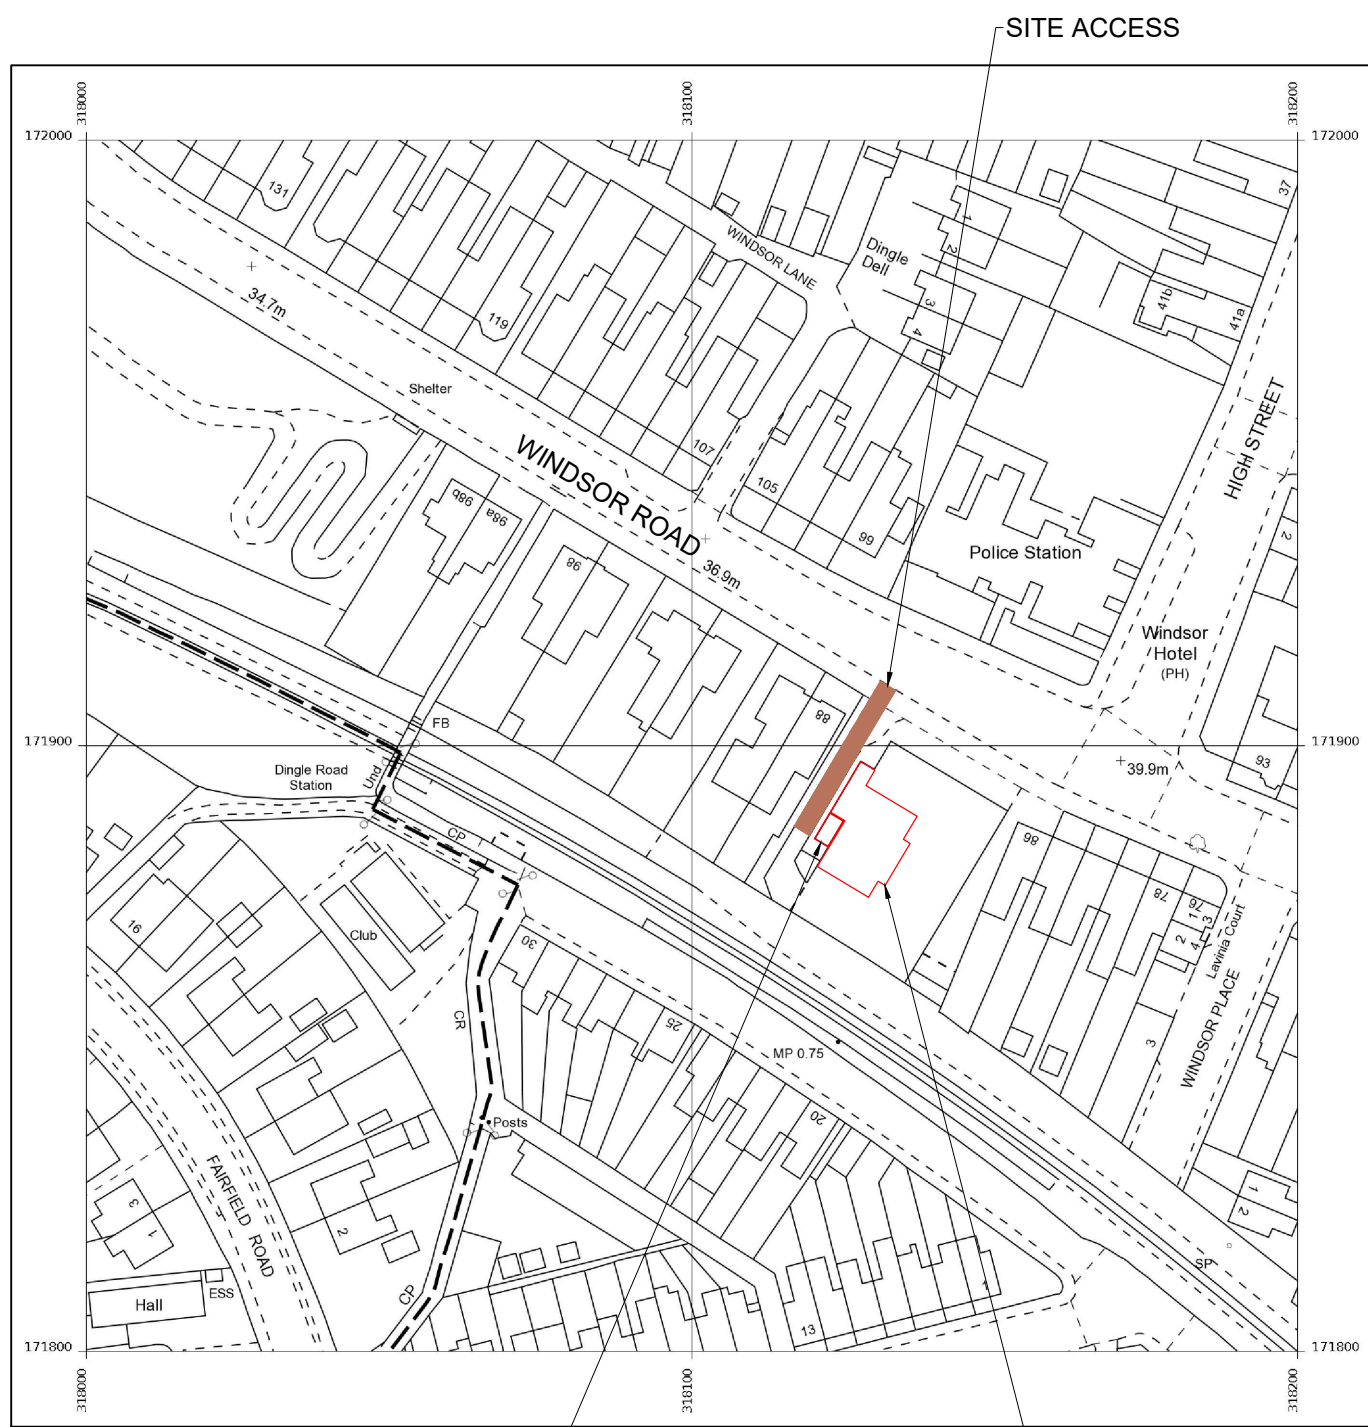 SITE ACCESS
318000
318100
318200
172000
172000
131
37
WINDSOR LANE
Dingle
Deli
1
2
3
4
41b
41a
34.7m
119
Shelter
HIGH STREET
WINDSOR ROAD
107
105
99
98b
98a
98
36.9m
Police Station
2
Windsor
Hotel
(PH)
88
FB
171900
171900
93
39.9m
Dingle Road
Station
Und
CP
86
78
76
1
3
2
4
Lavinia Court
16
Club
30
CR
25
MP 0.75
3
WINDSOR PLACE
20
Posts
FAIRFIELD ROAD
3
1
2
1
2
SP
CP
ESS
Hall
13
1
171800
171800
318000
318100
318200